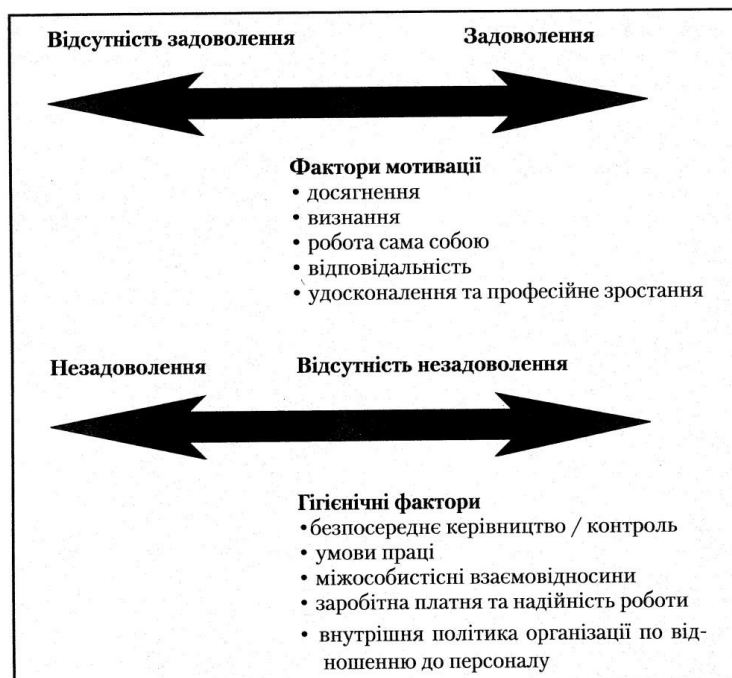 Відсутність задоволення Задоволення
Фактори мотивації
• досягнення
• визнання
• робота сама собою
• відповідальність
• удосконалення та професійне зростання
Незадоволення Відсутність незадоволення
Гігієнічні фактори
•безпосереднє керівництво / контроль
• умови праці
• міжособистісні взаємовідносини
• заробітна платня та надійність роботи
• внутрішня політика організації по від-
ношенню до персоналу